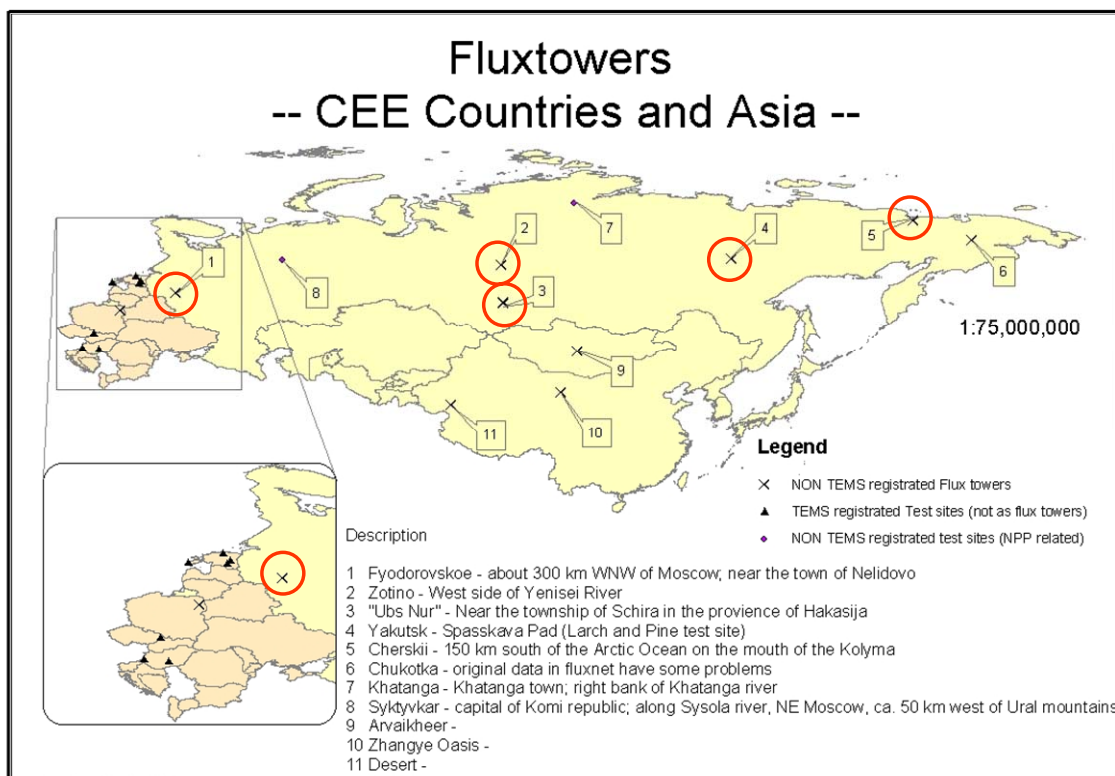 Fluxtowers
-- CEE Countries and Asia --
1
2
3
4
5
6
7
8
9
10
11
1:75,000,000
Legend
NON TEMS registrated Flux towers
TEMS registrated Test sites (not as flux towers)
NON TEMS registrated test sites (NPP related)
Description
1 Fyodorovskoe - about 300 km WNW of Moscow; near the town of Nelidovo
2 Zotino - West side of Yenisei River
3 "Ubs Nur" - Near the township of Schira in the provience of Hakasija
4 Yakutsk - Spasskava Pad (Larch and Pine test site)
5 Cherskii - 150 km south of the Arctic Ocean on the mouth of the Kolyma
6 Chukotka - original data in fluxnet have some problems
7 Khatanga - Khatanga town; right bank of Khatanga river
8 Syktyvkar - capital of Komi republic; along Sysola river, NE Moscow, ca. 50 km west of Ural mountains
9 Arvaikheer -
10 Zhangye Oasis -
11 Desert -